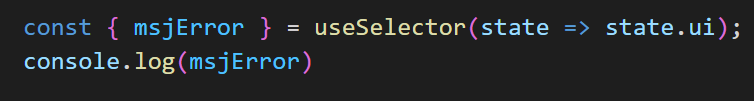 const { msjError } = useSelector(state => state.ui);
console.log(msjError)